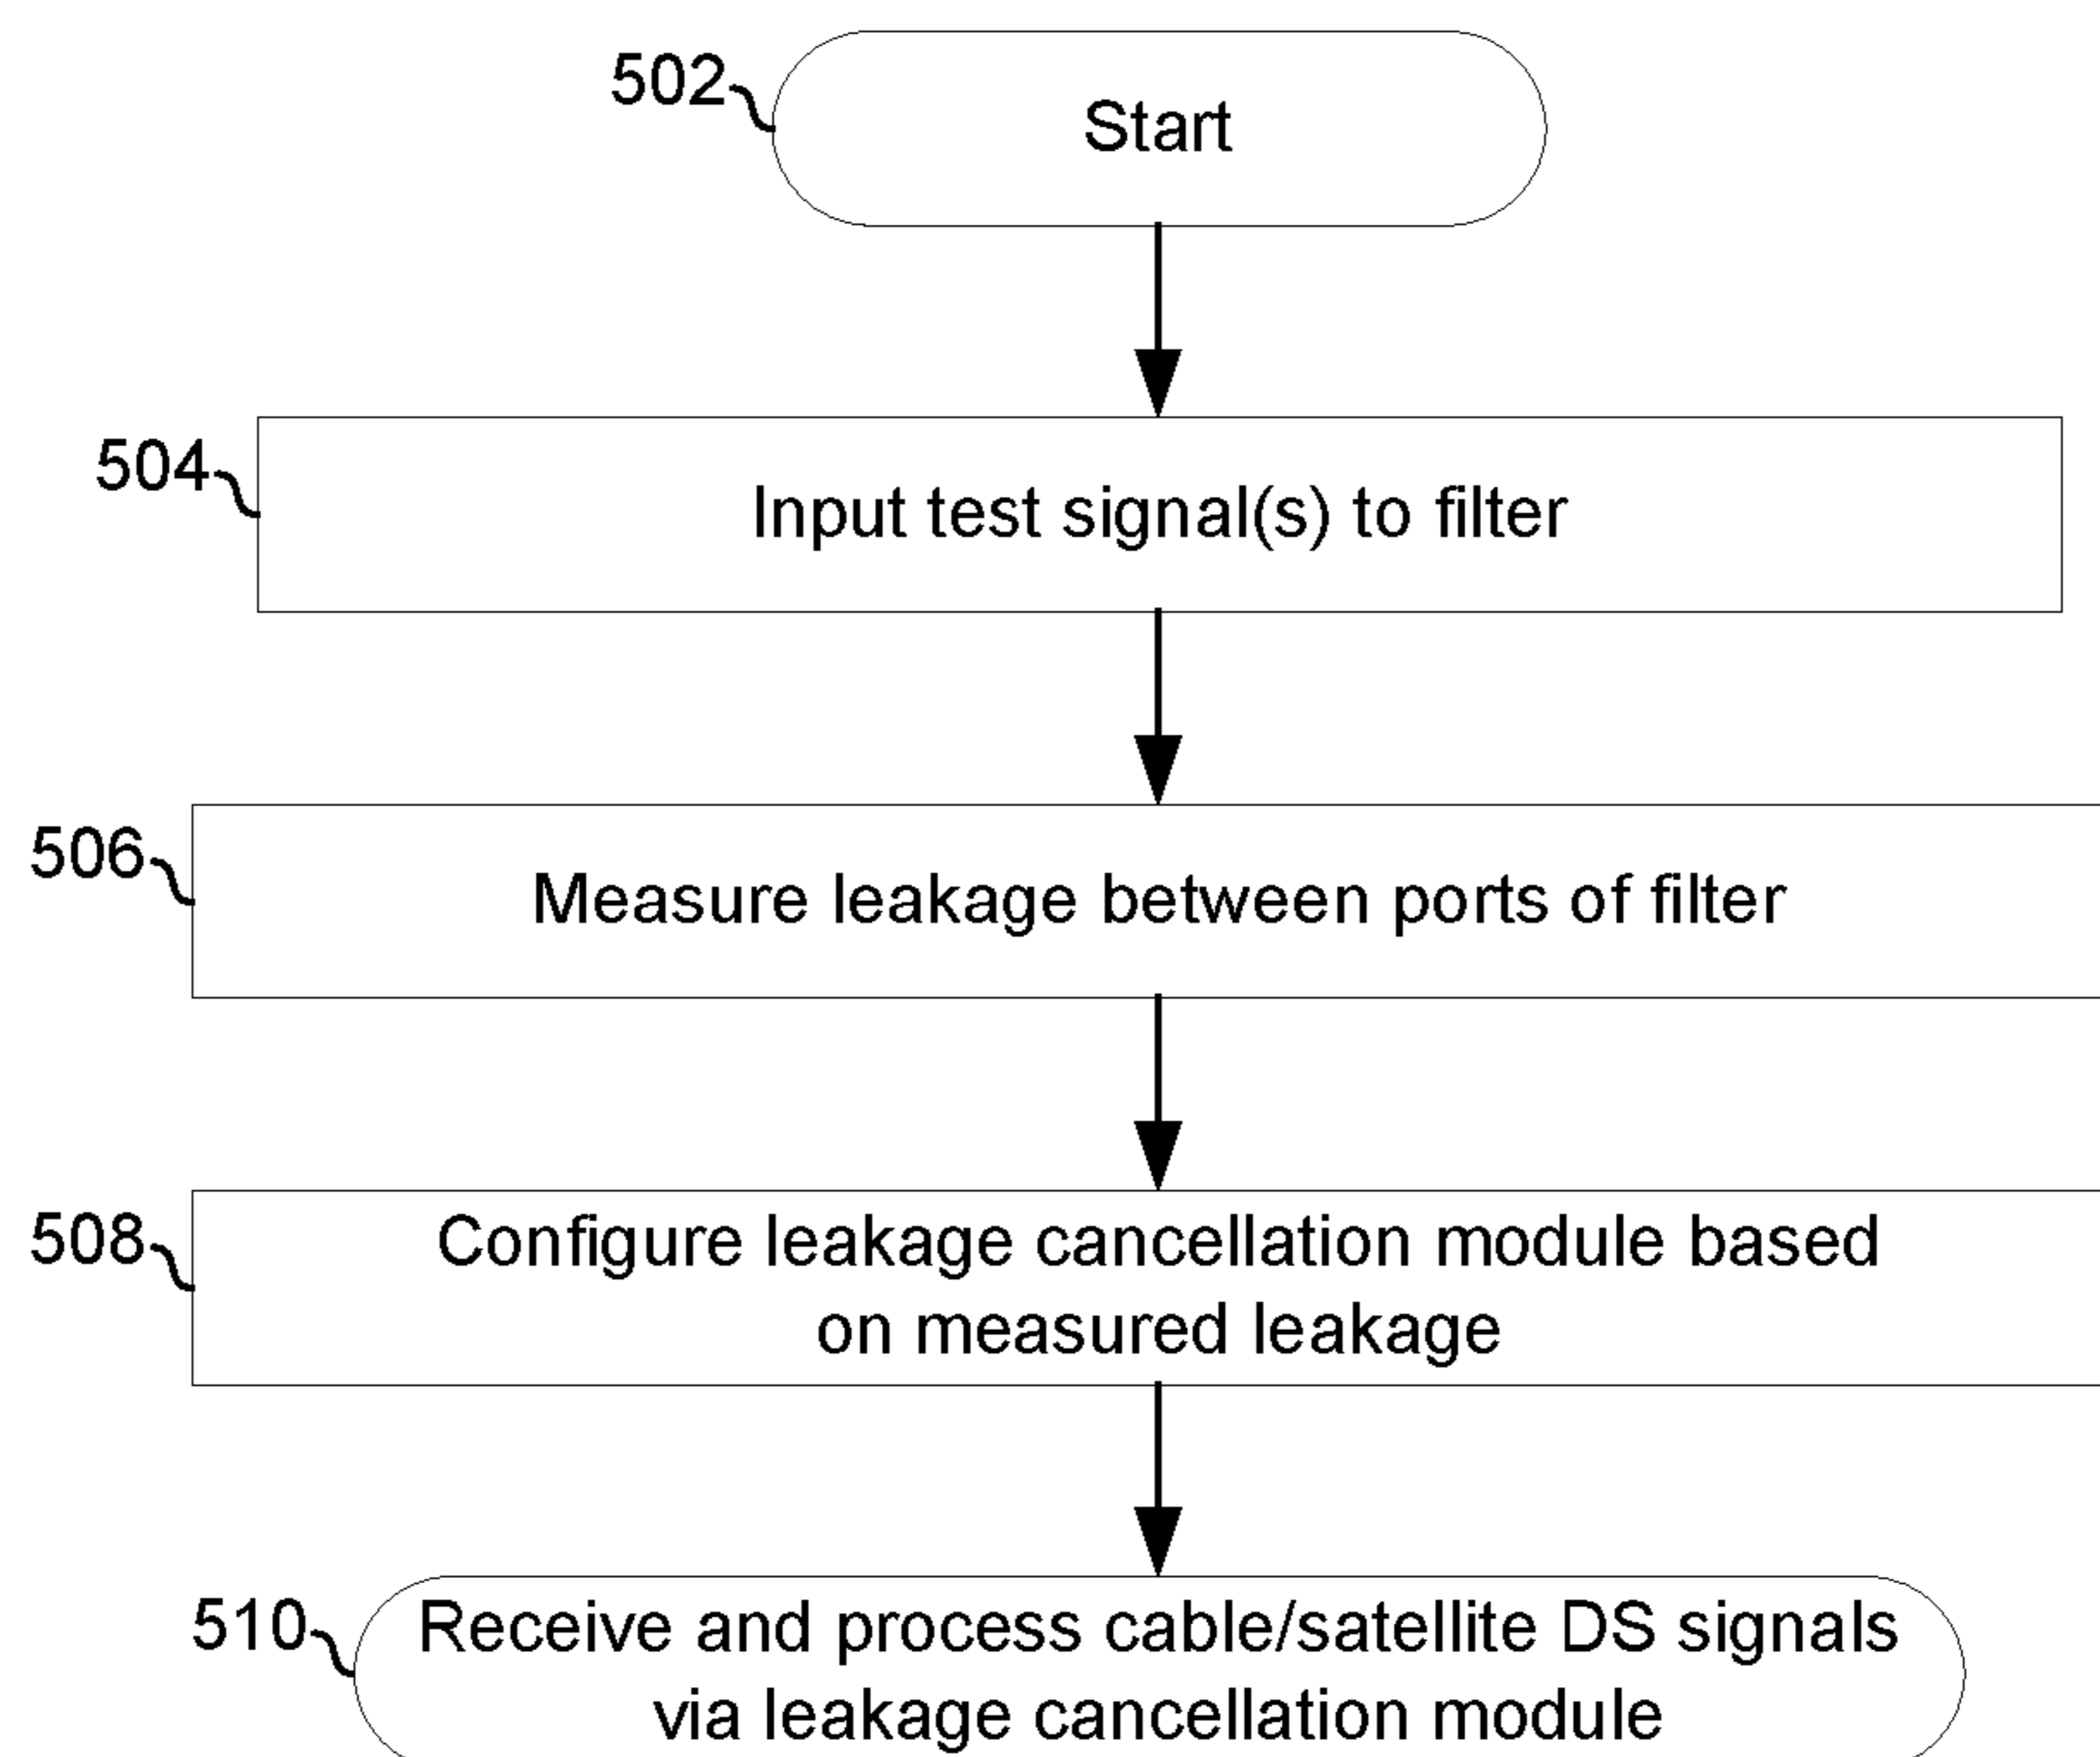 502
Start
504
Input test signal(s) to filter
506
Measure leakage between ports of filter
508
Configure leakage cancellation module based
on measured leakage
510
Receive and process cable/satellite DS signals
via leakage cancellation module